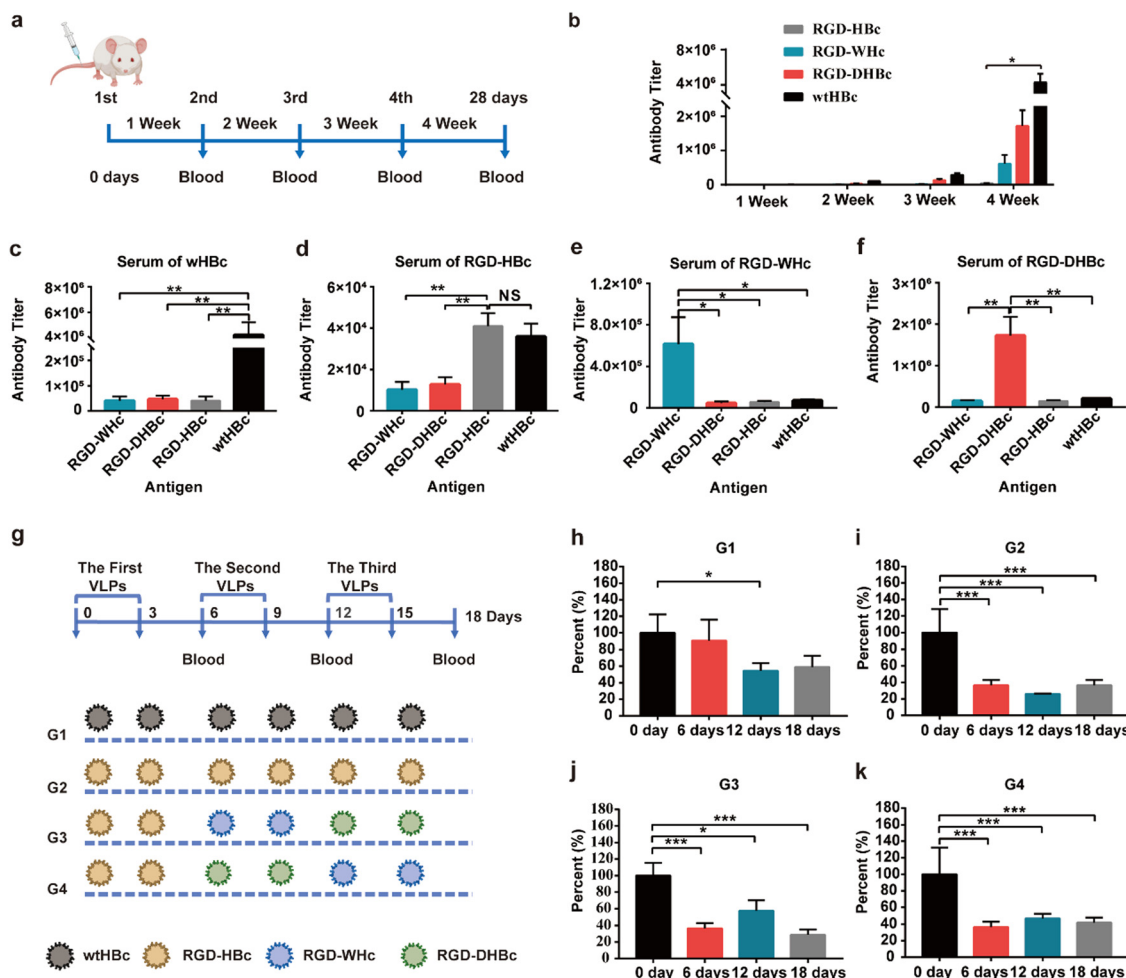 a
1st 2nd 3rd 4th 28 days
1 Week 2 Week 3 Week 4 Week
0 days Blood Blood Blood Blood
b
RGD-HBc
RGD-WHc
RGD-DHBc
wtHBc
Antibody Titer
8×10⁶
6×10⁶
4×10⁶
2×10⁶
1×10⁶
0
*
1 Week 2 Week 3 Week 4 Week
c
Serum of wHBc
Antibody Titer
8×10⁶
6×10⁶
4×10⁶
2×10⁵
1×10⁵
0
**
**
**
RGD-WHc RGD-DHBc RGD-HBc wtHBc
Antigen
d
Serum of RGD-HBc
Antibody Titer
6×10⁴
4×10⁴
2×10⁴
0
** NS
**
RGD-WHc RGD-DHBc RGD-HBc wtHBc
Antigen
e
Serum of RGD-WHc
Antibody Titer
1.2×10⁶
9.0×10⁵
6.0×10⁵
3.0×10⁵
0
*
*
*
RGD-WHc RGD-DHBc RGD-HBc wtHBc
Antigen
f
Serum of RGD-DHBc
Antibody Titer
3×10⁶
2×10⁶
1×10⁶
0
** **
**
RGD-WHc RGD-DHBc RGD-HBc wtHBc
Antigen
g
The First VLPs
The Second VLPs
The Third VLPs
0 3 6 9 12 15 18 Days
Blood Blood Blood
G1
G2
G3
G4
wtHBc RGD-HBc RGD-WHc RGD-DHBc
h
G1
Percent (%)
180
160
140
120
100
80
60
40
20
0
*
0 day 6 days 12 days 18 days
i
G2
Percent (%)
180
160
140
120
100
80
60
40
20
0
***
***
***
0 day 6 days 12 days 18 days
j
G3
Percent (%)
180
160
140
120
100
80
60
40
20
0
***
*
***
0 day 6 days 12 days 18 days
k
G4
Percent (%)
180
160
140
120
100
80
60
40
20
0
***
***
***
0 day 6 days 12 days 18 days